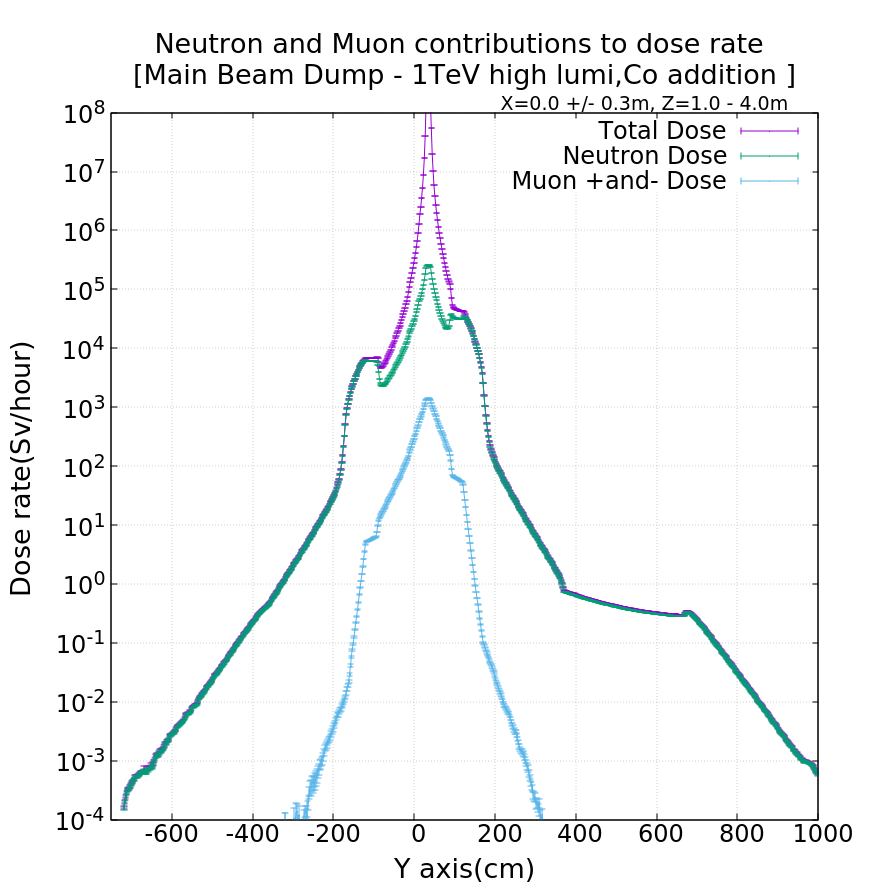 Neutron and Muon contributions to dose rate
[Main Beam Dump - 1TeV high lumi,Co addition ]
X=0.0 +/- 0.3m, Z=1.0 - 4.0m
Total Dose
Neutron Dose
Muon +and- Dose
10^8
10^7
10^6
10^5
10^4
10^3
10^2
10^1
10^0
10^-1
10^-2
10^-3
10^-4
Dose rate(Sv/hour)
-600 -400 -200 0 200 400 600 800 1000
Y axis(cm)